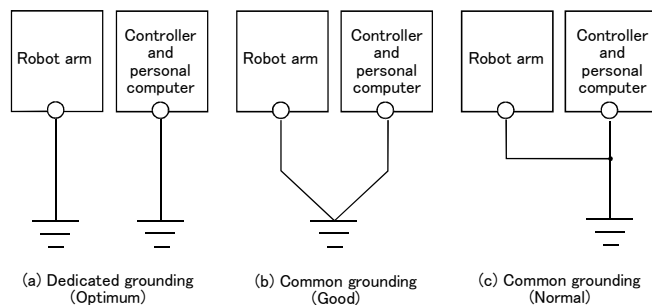 Robot arm
Controller
and
personal
computer
Robot arm
Controller
and
personal
computer
Robot arm
Controller
and
personal
computer
(a) Dedicated grounding
(Optimum)
(b) Common grounding
(Good)
(c) Common grounding
(Normal)